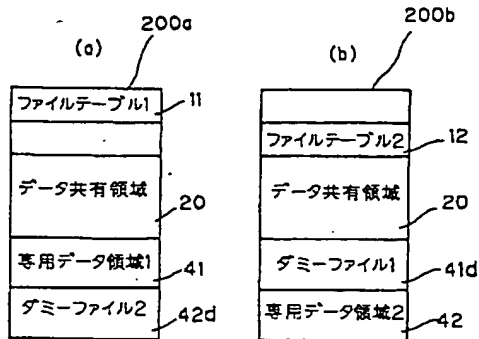 (a)
200a
ファイルテーブル1
11
データ共有領域
20
専用データ領域1
41
ダミーファイル2
42d
(b)
200b
ファイルテーブル2
12
データ共有領域
20
ダミーファイル1
41d
専用データ領域2
42